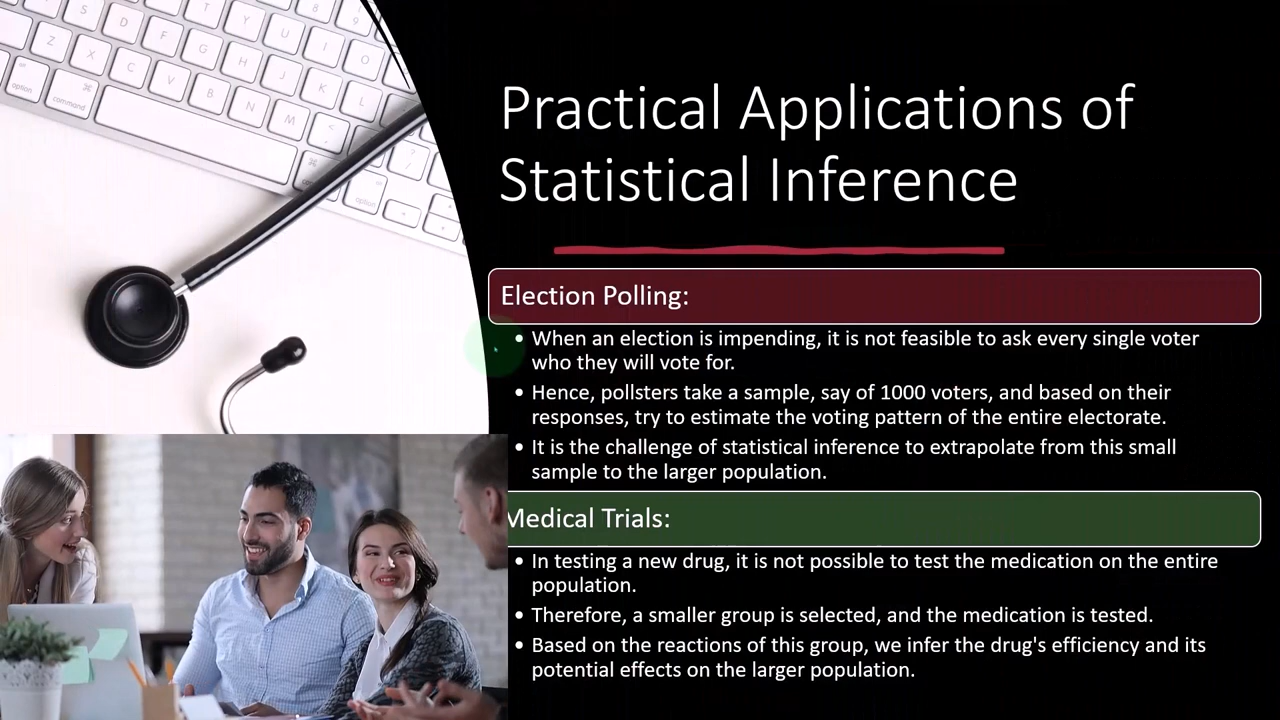 Practical Applications of
Statistical Inference
Election Polling:
• When an election is impending, it is not feasible to ask every single voter
who they will vote for.
• Hence, pollsters take a sample, say of 1000 voters, and based on their
responses, try to estimate the voting pattern of the entire electorate.
• It is the challenge of statistical inference to extrapolate from this small
sample to the larger population.
Medical Trials:
• In testing a new drug, it is not possible to test the medication on the entire
population.
• Therefore, a smaller group is selected, and the medication is tested.
• Based on the reactions of this group, we infer the drug's efficiency and its
potential effects on the larger population.